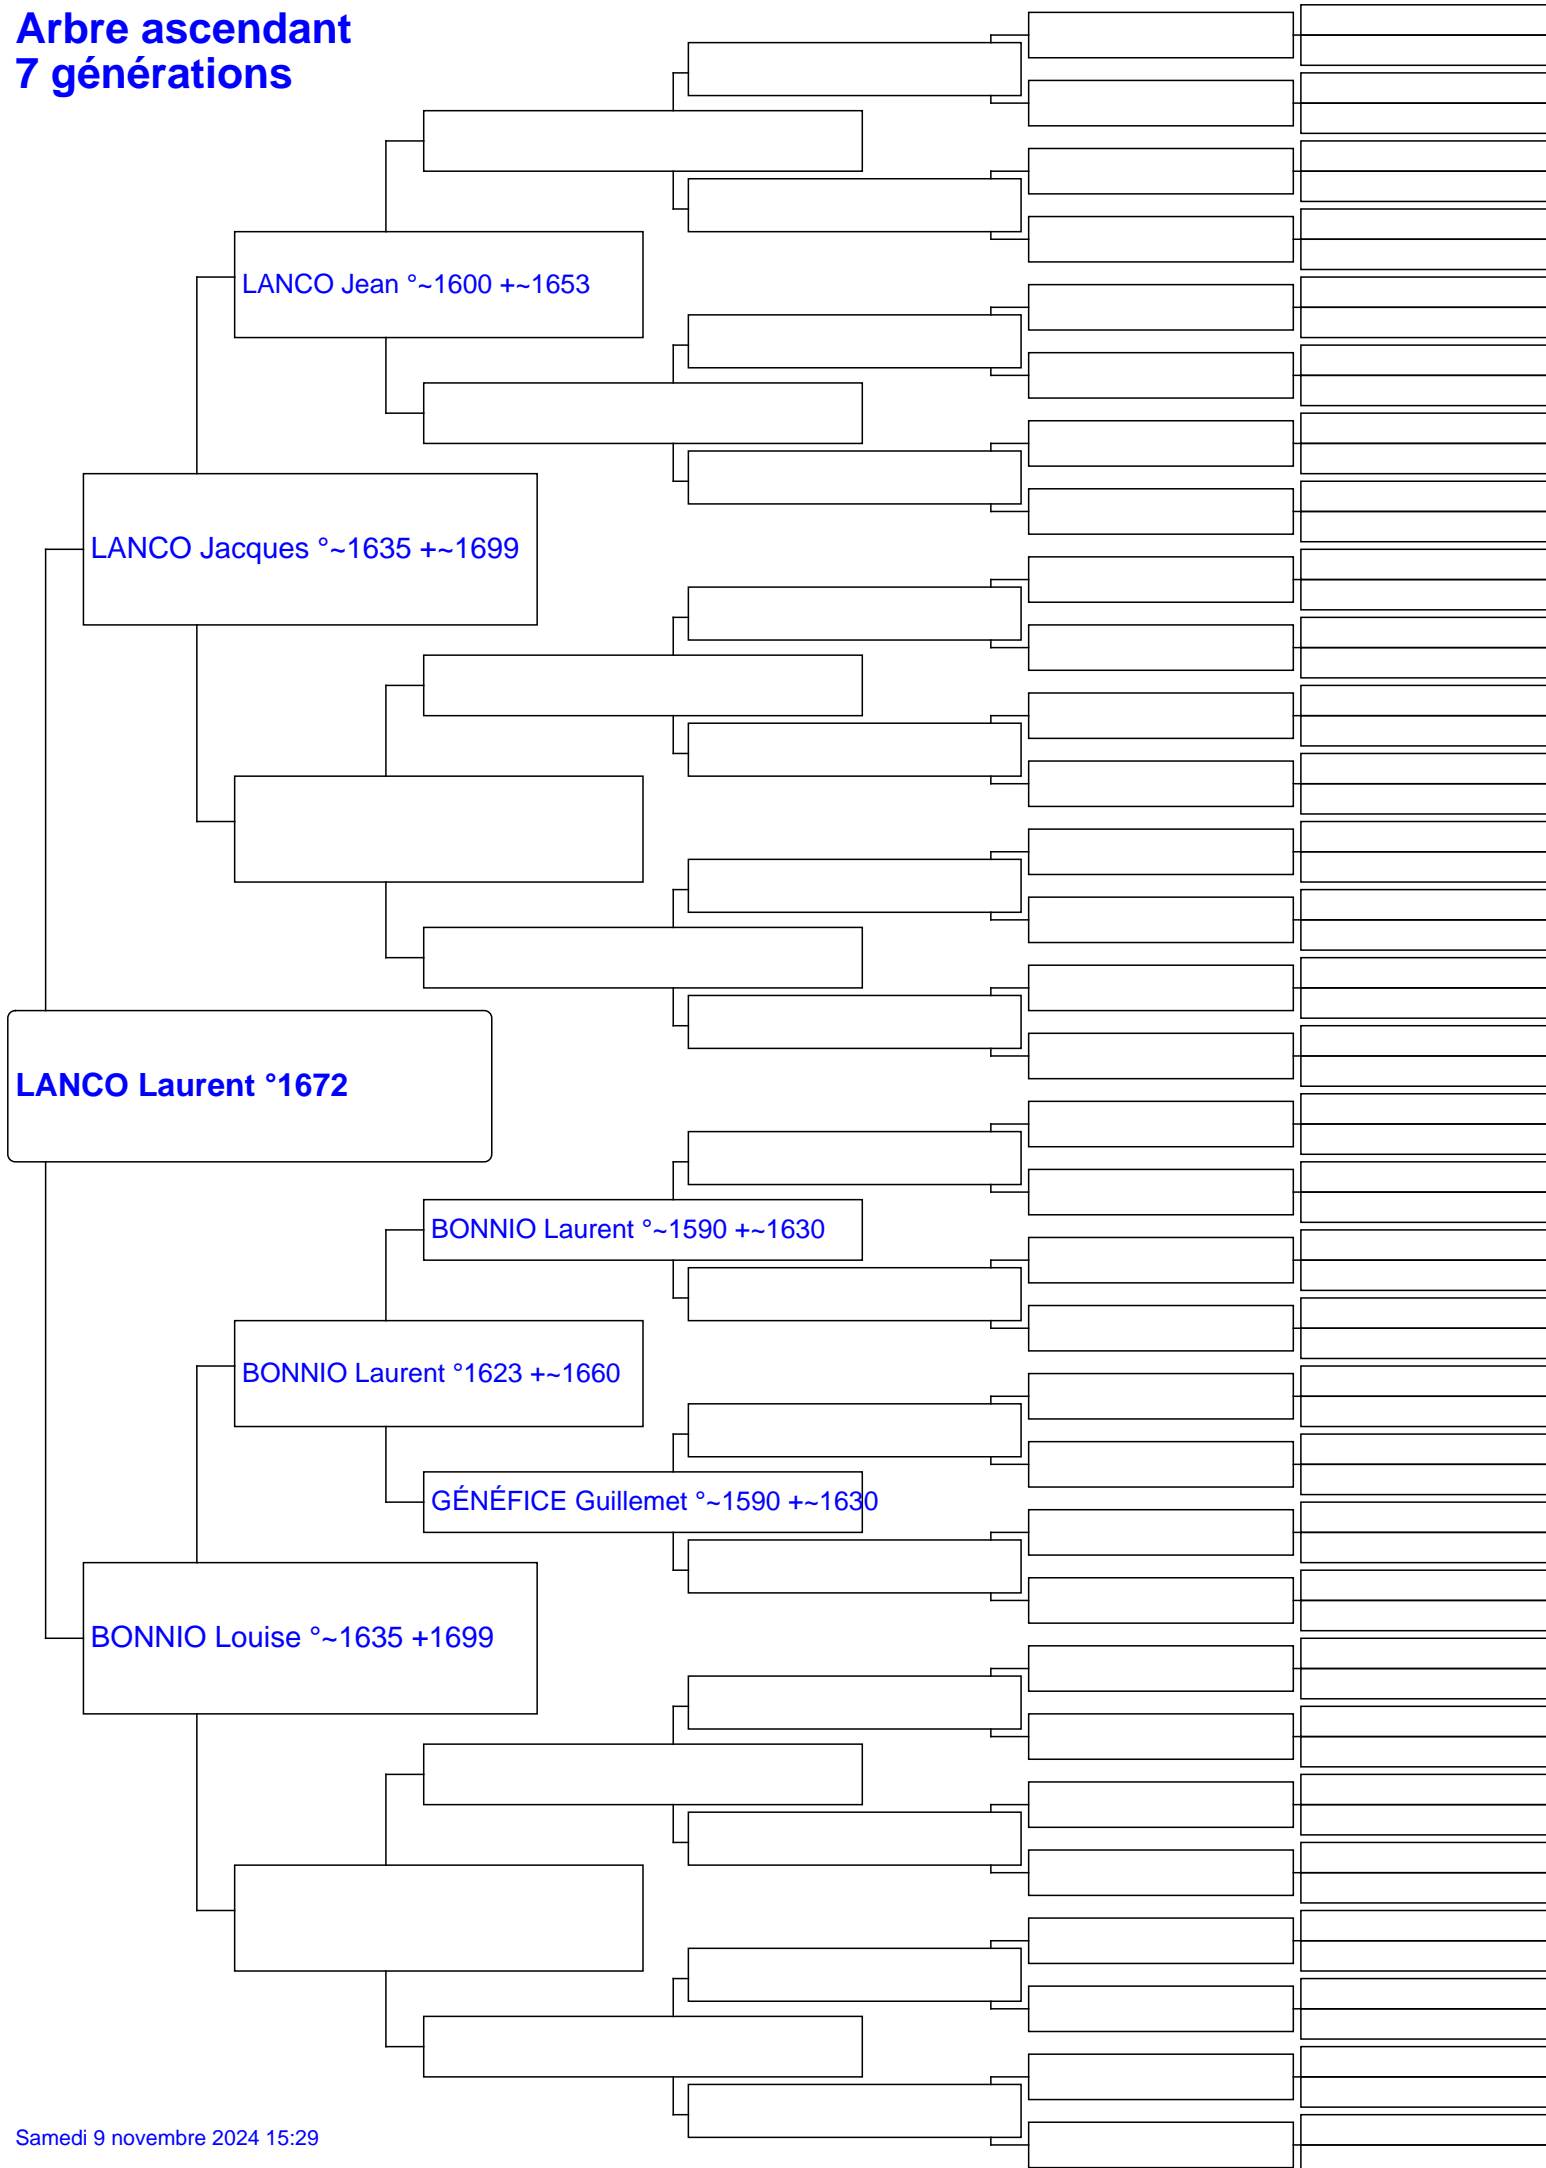 Arbre ascendant
7 générations
LANCO Jean °~1600 +~1653
LANCO Jacques °~1635 +~1699
LANCO Laurent °1672
BONNIO Laurent °~1590 +~1630
BONNIO Laurent °1623 +~1660
GÉNÉFICE Guillemet °~1590 +~1630
BONNIO Louise °~1635 +1699
Samedi 9 novembre 2024 15:29